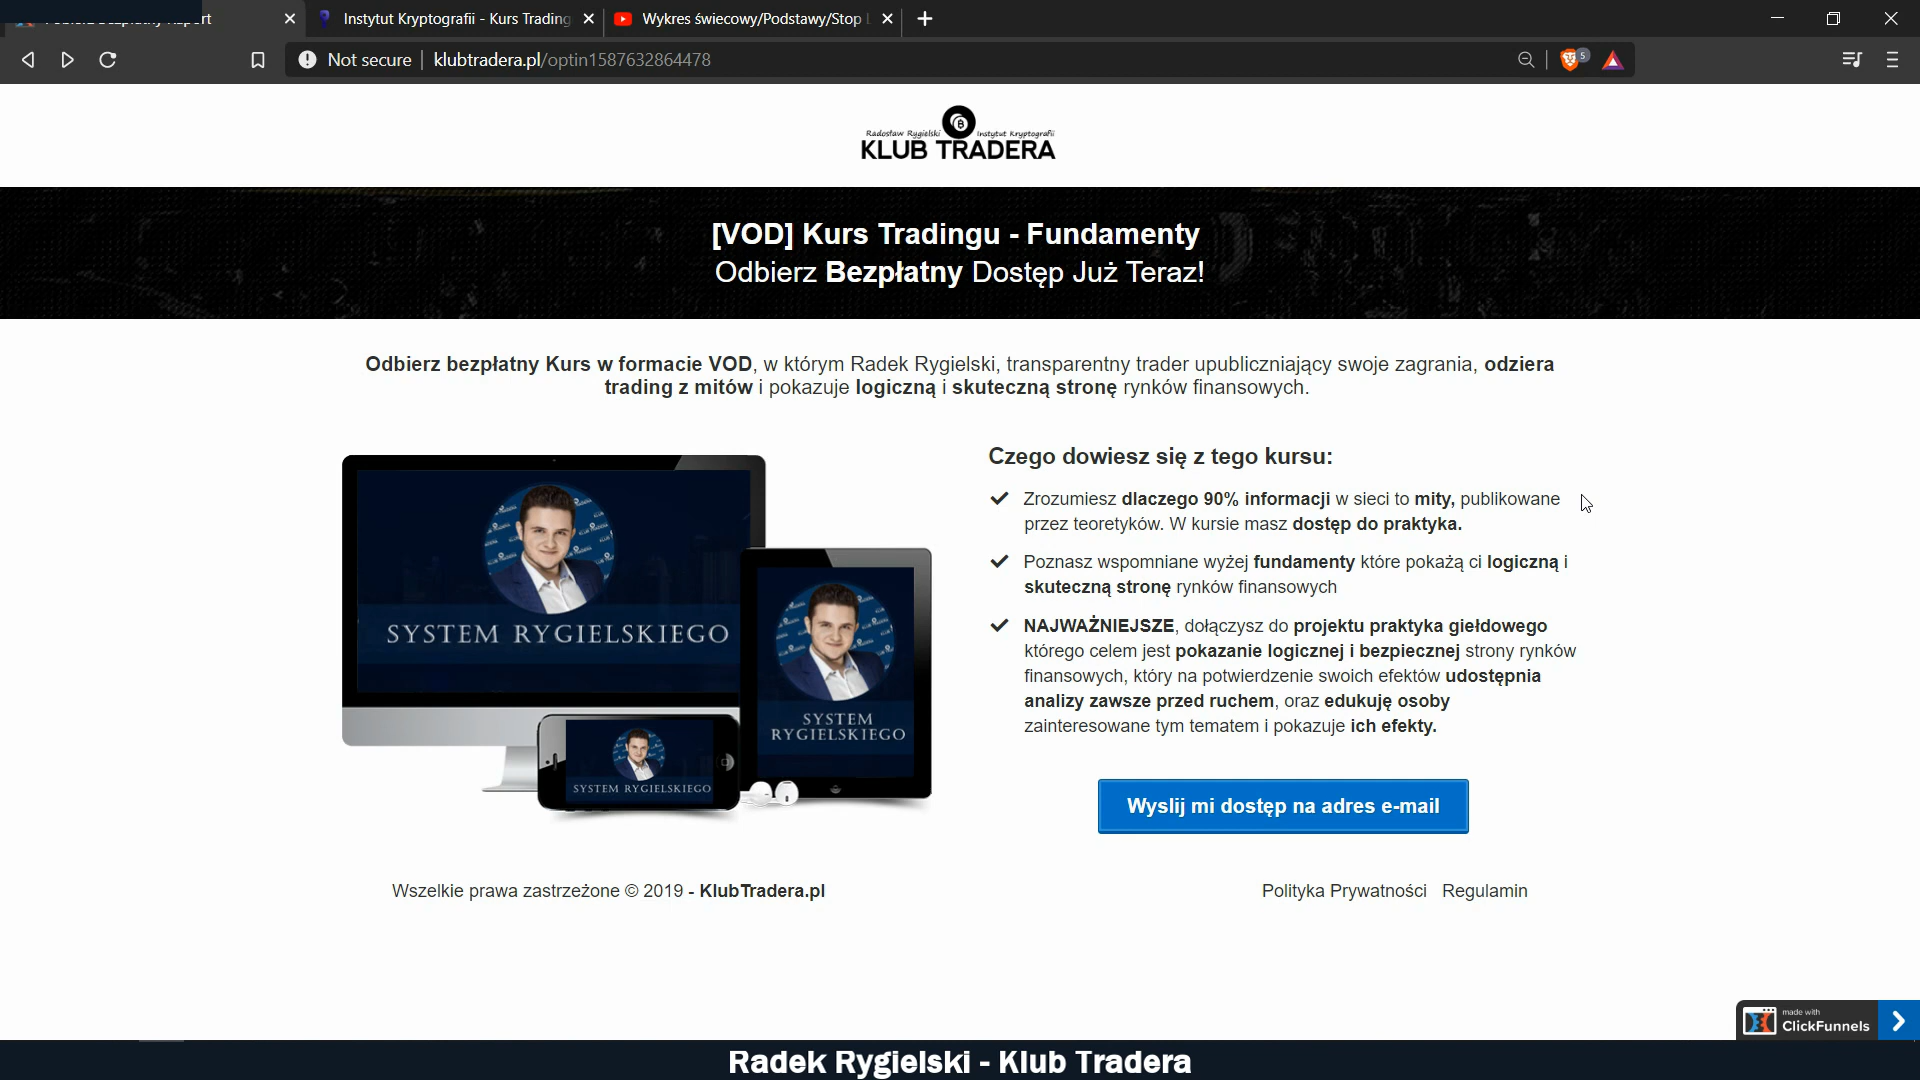 Instytut Kryptografii - Kurs Trading
Wykres świecowy/Podstawy/Stop
Not secure
klubtradera.pl/optin1587632864478
5
Radosław Rygielski Instytut Kryptografii
KLUB TRADERA
[VOD] Kurs Tradingu - Fundamenty
Odbierz Bezpłatny Dostęp Już Teraz!
Odbierz bezpłatny Kurs w formacie VOD, w którym Radek Rygielski, transparentny trader upubliczniający swoje zagrania, odziera
trading z mitów i pokazuje logiczną i skuteczną stronę rynków finansowych.
SYSTEM RYGIELSKIEGO
SYSTEM
RYGIELSKIEGO
SYSTEM RYGIELSKIEGO
Czego dowiesz się z tego kursu:
Zrozumiesz dlaczego 90% informacji w sieci to mity, publikowane
przez teoretyków. W kursie masz dostęp do praktyka.
Poznasz wspomniane wyżej fundamenty które pokażą ci logiczną i
skuteczną stronę rynków finansowych
NAJWAŻNIEJSZE, dołączysz do projektu praktyka giełdowego
którego celem jest pokazanie logicznej i bezpiecznej strony rynków
finansowych, który na potwierdzenie swoich efektów udostępnia
analizy zawsze przed ruchem, oraz edukuję osoby
zainteresowane tym tematem i pokazuje ich efekty.
Wyslij mi dostęp na adres e-mail
Wszelkie prawa zastrzeżone © 2019 - KlubTradera.pl
Polityka Prywatności Regulamin
made with
ClickFunnels
Radek Rygielski - Klub Tradera